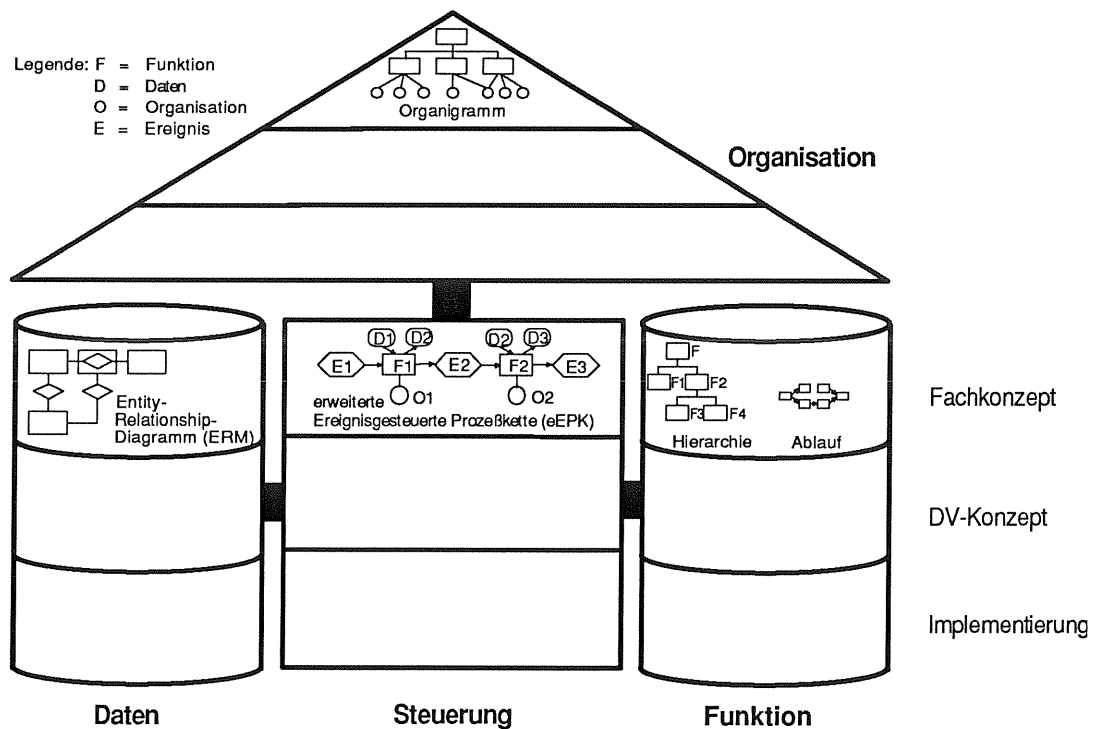 Legende: F = Funktion
D = Daten
O = Organisation
E = Ereignis
Organigramm
Organisation
D1 D2 D2 D3
E1 F1 E2 F2 E3
O1 O2
erweiterte
Ereignisgesteuerte Prozeßkette (eEPK)
Entity-
Relationship-
Diagramm (ERM)
F
F1 F2
F3 F4
Hierarchie Ablauf
Fachkonzept
DV-Konzept
Implementierung
Daten Steuerung Funktion